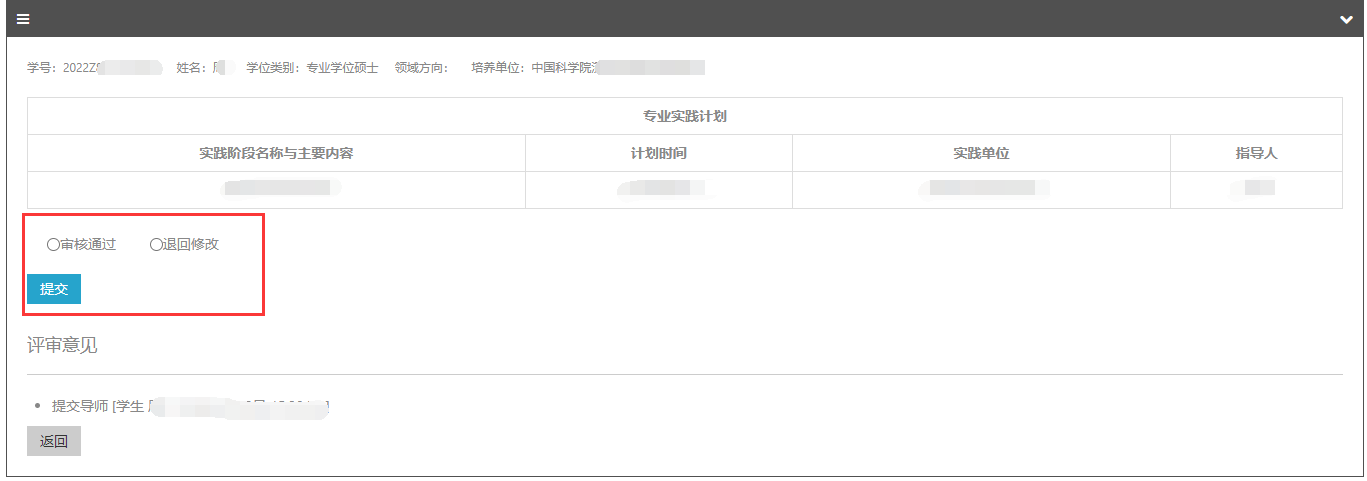 学号：2022Z 姓名： 学位类别：专业学位硕士 领域方向： 培养单位：中国科学院
专业实践计划
实践阶段名称与主要内容 计划时间 实践单位 指导人
审核通过 退回修改
提交
评审意见
提交导师 [学生 ]
返回